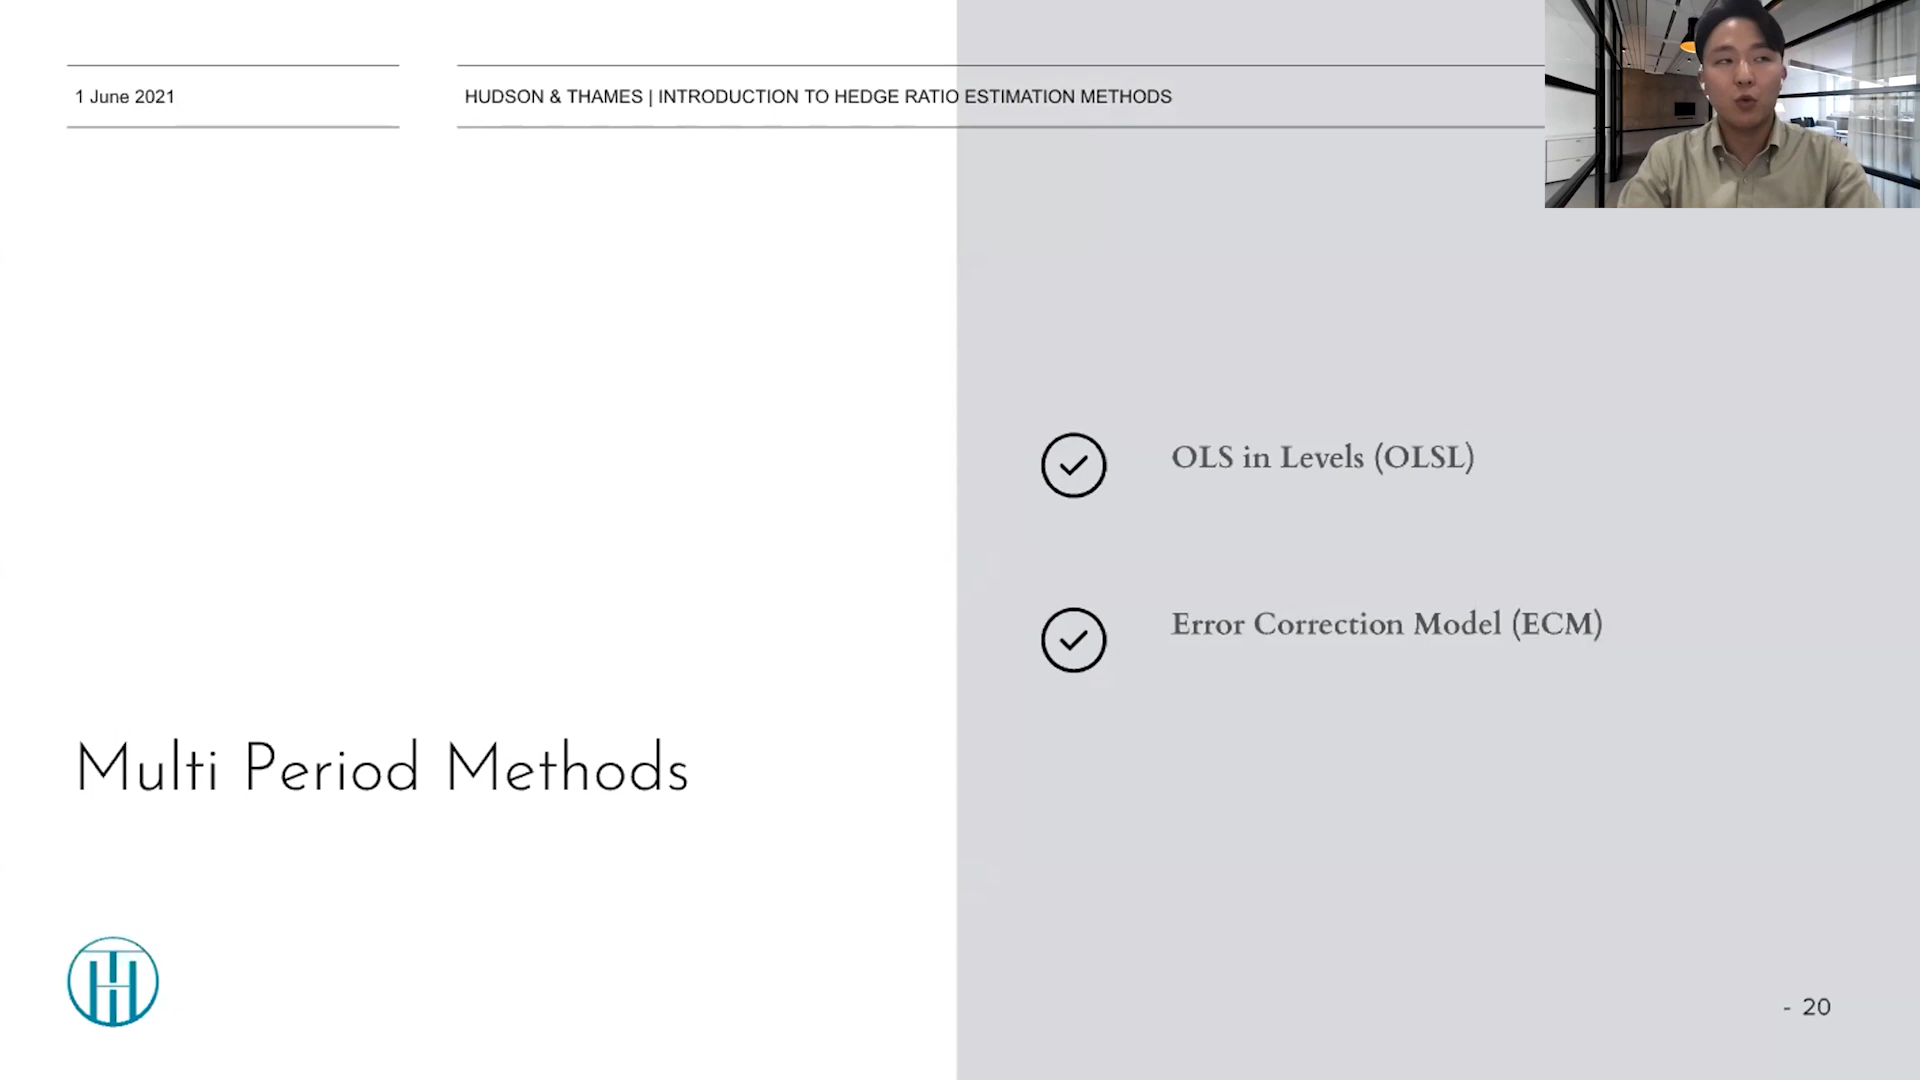 1 June 2021
HUDSON & THAMES | INTRODUCTION TO HEDGE RATIO ESTIMATION METHODS
OLS in Levels (OLSL)
Error Correction Model (ECM)
Multi Period Methods
- 20